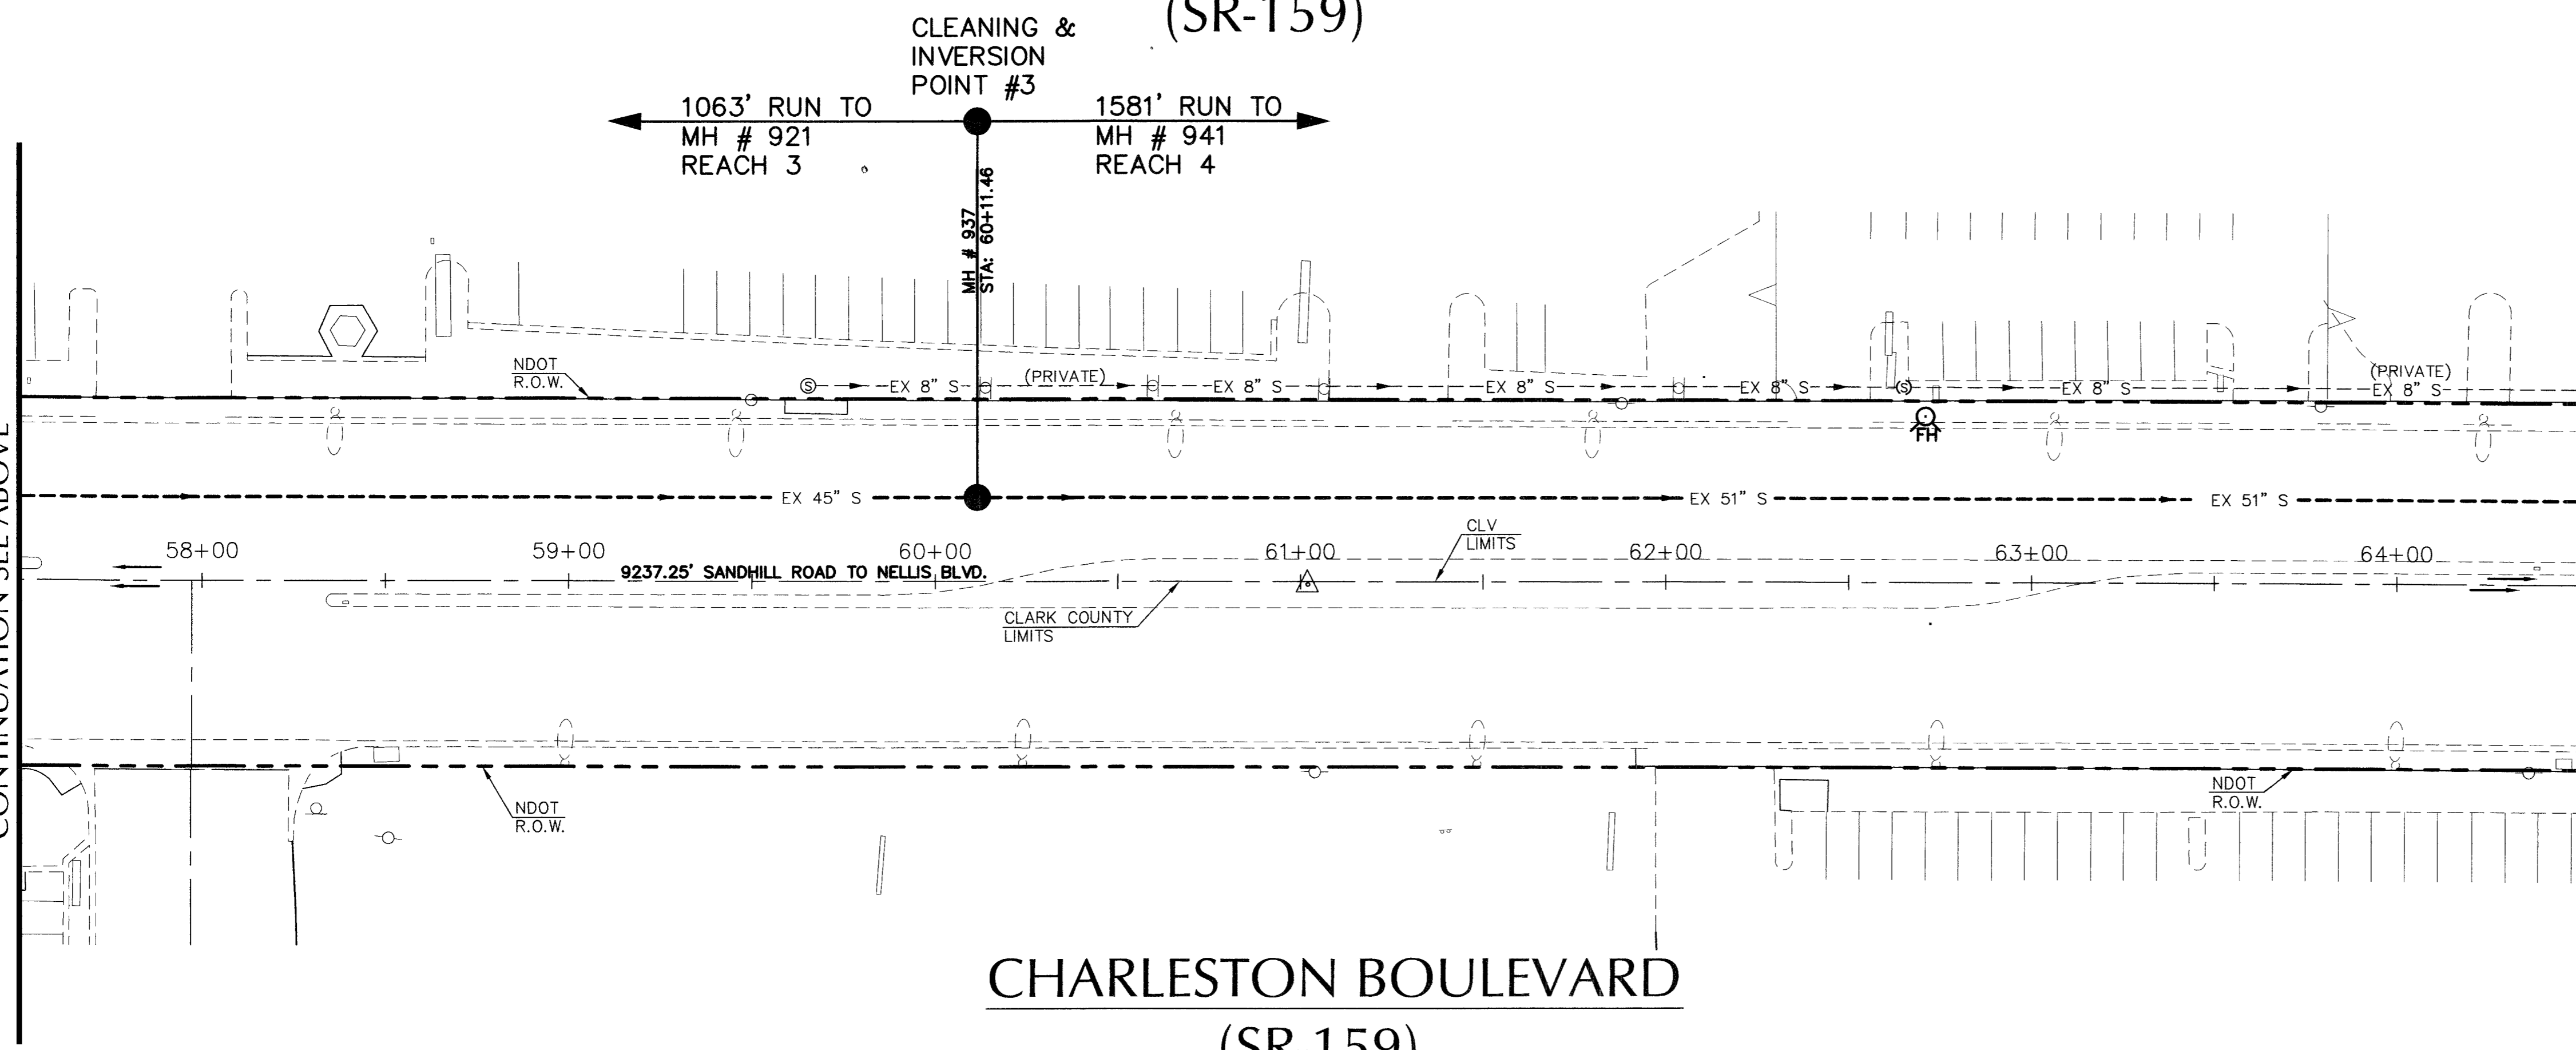 (SR-159)
CLEANING &
INVERSION
POINT #3
1063' RUN TO
MH # 921
REACH 3
1581' RUN TO
MH # 941
REACH 4
MH # 937
STA: 60+11.46
CONTINUATION SEE ABOVE
NDOT
R.O.W.
S
EX 8" S
(PRIVATE)
EX 8" S
EX 8" S
EX 8" S
(S)
EX 8" S
(PRIVATE)
EX 8" S
FH
EX 45" S
EX 51" S
EX 51" S
CLV
LIMITS
58+00
59+00
60+00
61+00
62+00
63+00
64+00
9237.25' SANDHILL ROAD TO NELLIS BLVD.
CLARK COUNTY
LIMITS
NDOT
R.O.W.
NDOT
R.O.W.
CHARLESTON BOULEVARD
(SR 159)